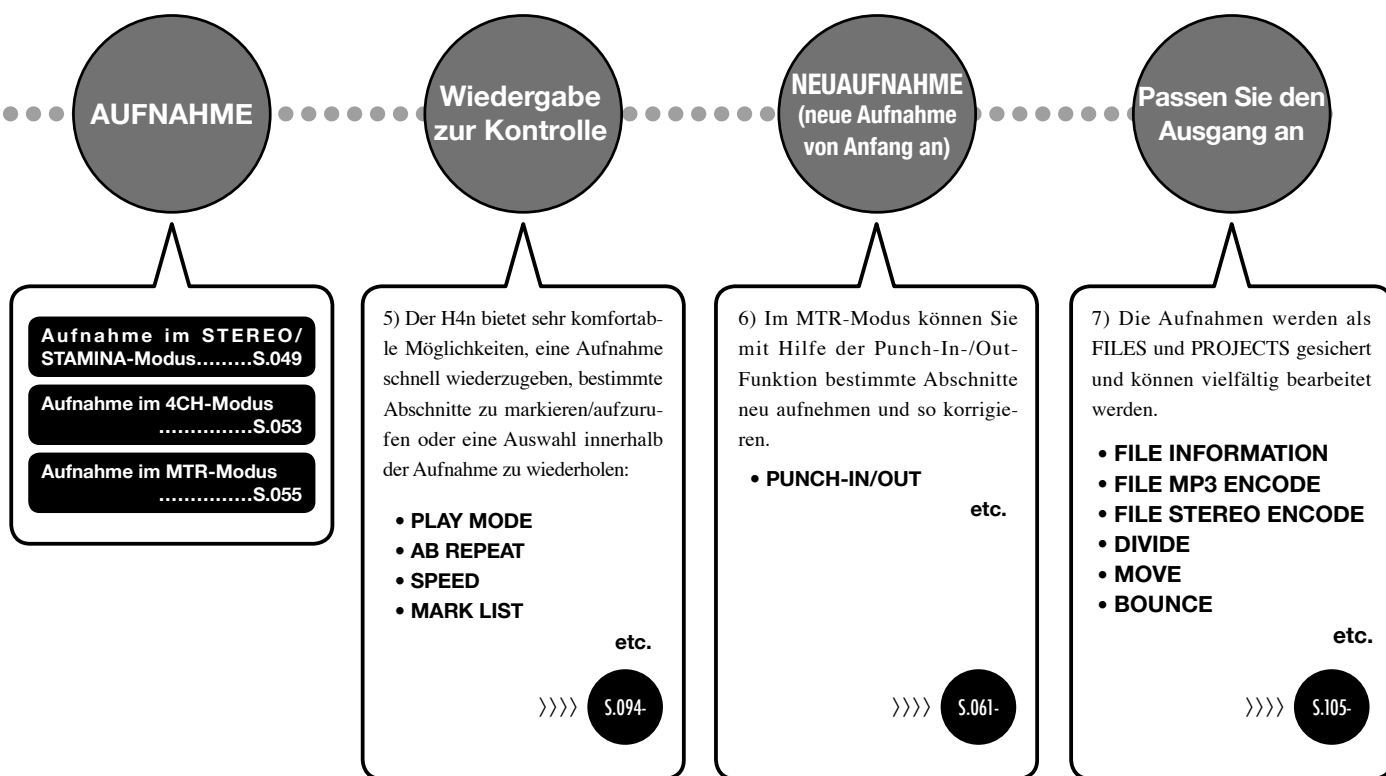 AUFNAHME
Wiedergabe
zur Kontrolle
NEUAUFNAHME
(neue Aufnahme
von Anfang an)
Passen Sie den
Ausgang an
Aufnahme im STEREO/
STAMINA-Modus.........S.049
Aufnahme im 4CH-Modus
...............S.053
Aufnahme im MTR-Modus
...............S.055
5) Der H4n bietet sehr komfortab-
le Möglichkeiten, eine Aufnahme
schnell wiederzugeben, bestimmte
Abschnitte zu markieren/aufzuru-
fen oder eine Auswahl innerhalb
der Aufnahme zu wiederholen:
• PLAY MODE
• AB REPEAT
• SPEED
• MARK LIST
etc.
〉〉〉〉 S.094-
6) Im MTR-Modus können Sie
mit Hilfe der Punch-In-/Out-
Funktion bestimmte Abschnitte
neu aufnehmen und so korrigie-
ren.
• PUNCH-IN/OUT
etc.
〉〉〉〉 S.061-
7) Die Aufnahmen werden als
FILES und PROJECTS gesichert
und können vielfältig bearbeitet
werden.
• FILE INFORMATION
• FILE MP3 ENCODE
• FILE STEREO ENCODE
• DIVIDE
• MOVE
• BOUNCE
etc.
〉〉〉〉 S.105-